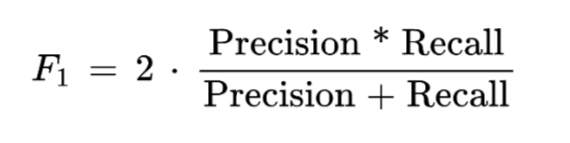 F₁ = 2 · Precision * Recall
Precision + Recall